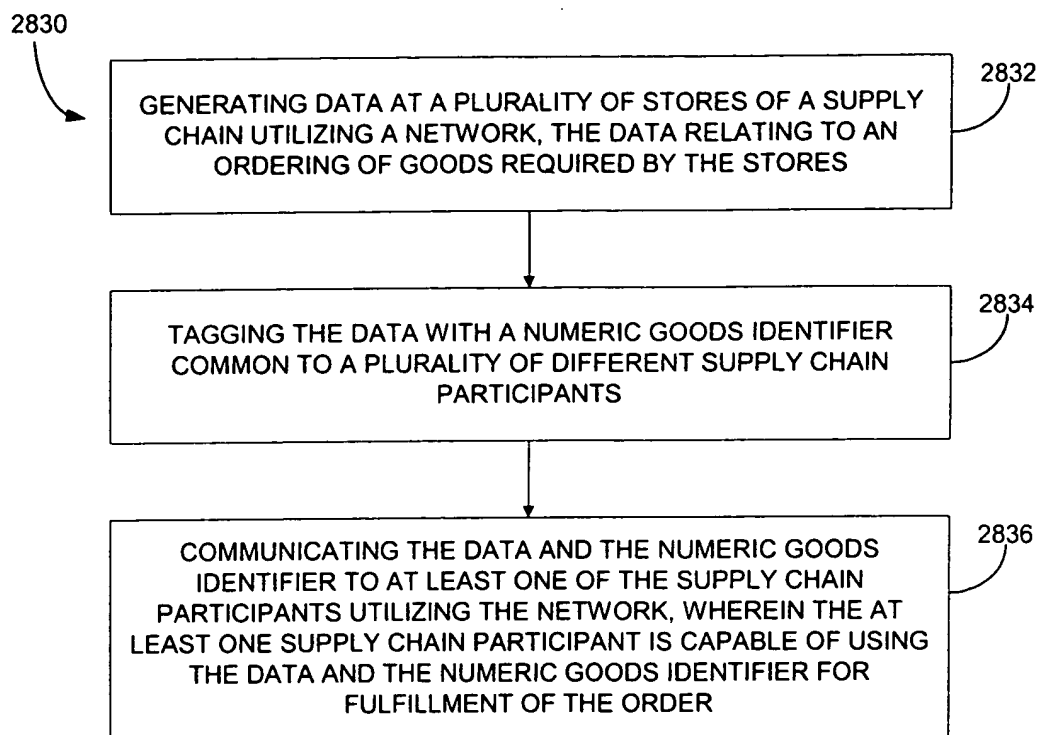 2830
2832
GENERATING DATA AT A PLURALITY OF STORES OF A SUPPLY
CHAIN UTILIZING A NETWORK, THE DATA RELATING TO AN
ORDERING OF GOODS REQUIRED BY THE STORES
2834
TAGGING THE DATA WITH A NUMERIC GOODS IDENTIFIER
COMMON TO A PLURALITY OF DIFFERENT SUPPLY CHAIN
PARTICIPANTS
2836
COMMUNICATING THE DATA AND THE NUMERIC GOODS
IDENTIFIER TO AT LEAST ONE OF THE SUPPLY CHAIN
PARTICIPANTS UTILIZING THE NETWORK, WHEREIN THE AT
LEAST ONE SUPPLY CHAIN PARTICIPANT IS CAPABLE OF USING
THE DATA AND THE NUMERIC GOODS IDENTIFIER FOR
FULFILLMENT OF THE ORDER